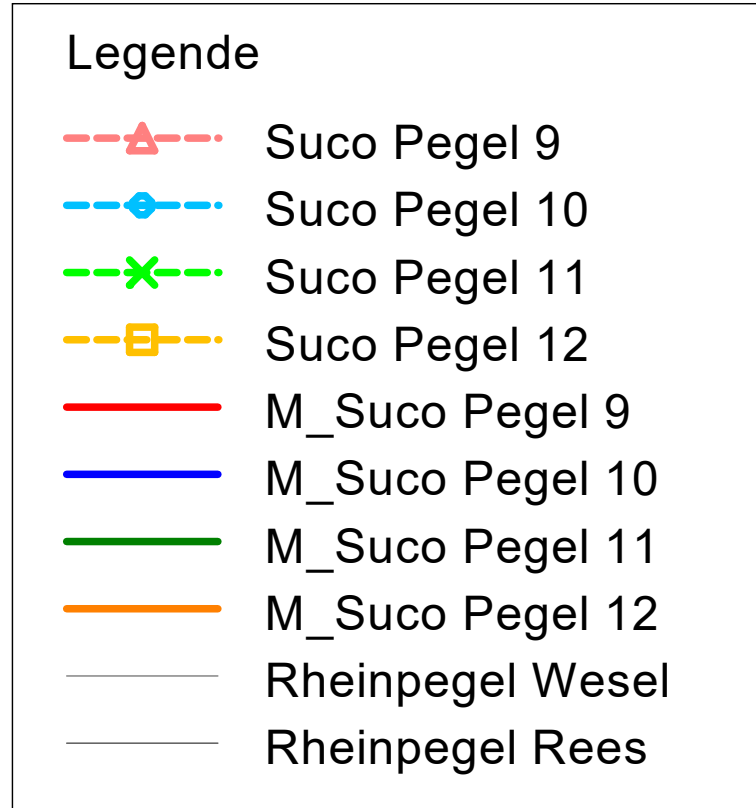 Legende
Suco Pegel 9
Suco Pegel 10
Suco Pegel 11
Suco Pegel 12
M_Suco Pegel 9
M_Suco Pegel 10
M_Suco Pegel 11
M_Suco Pegel 12
Rheinpegel Wesel
Rheinpegel Rees